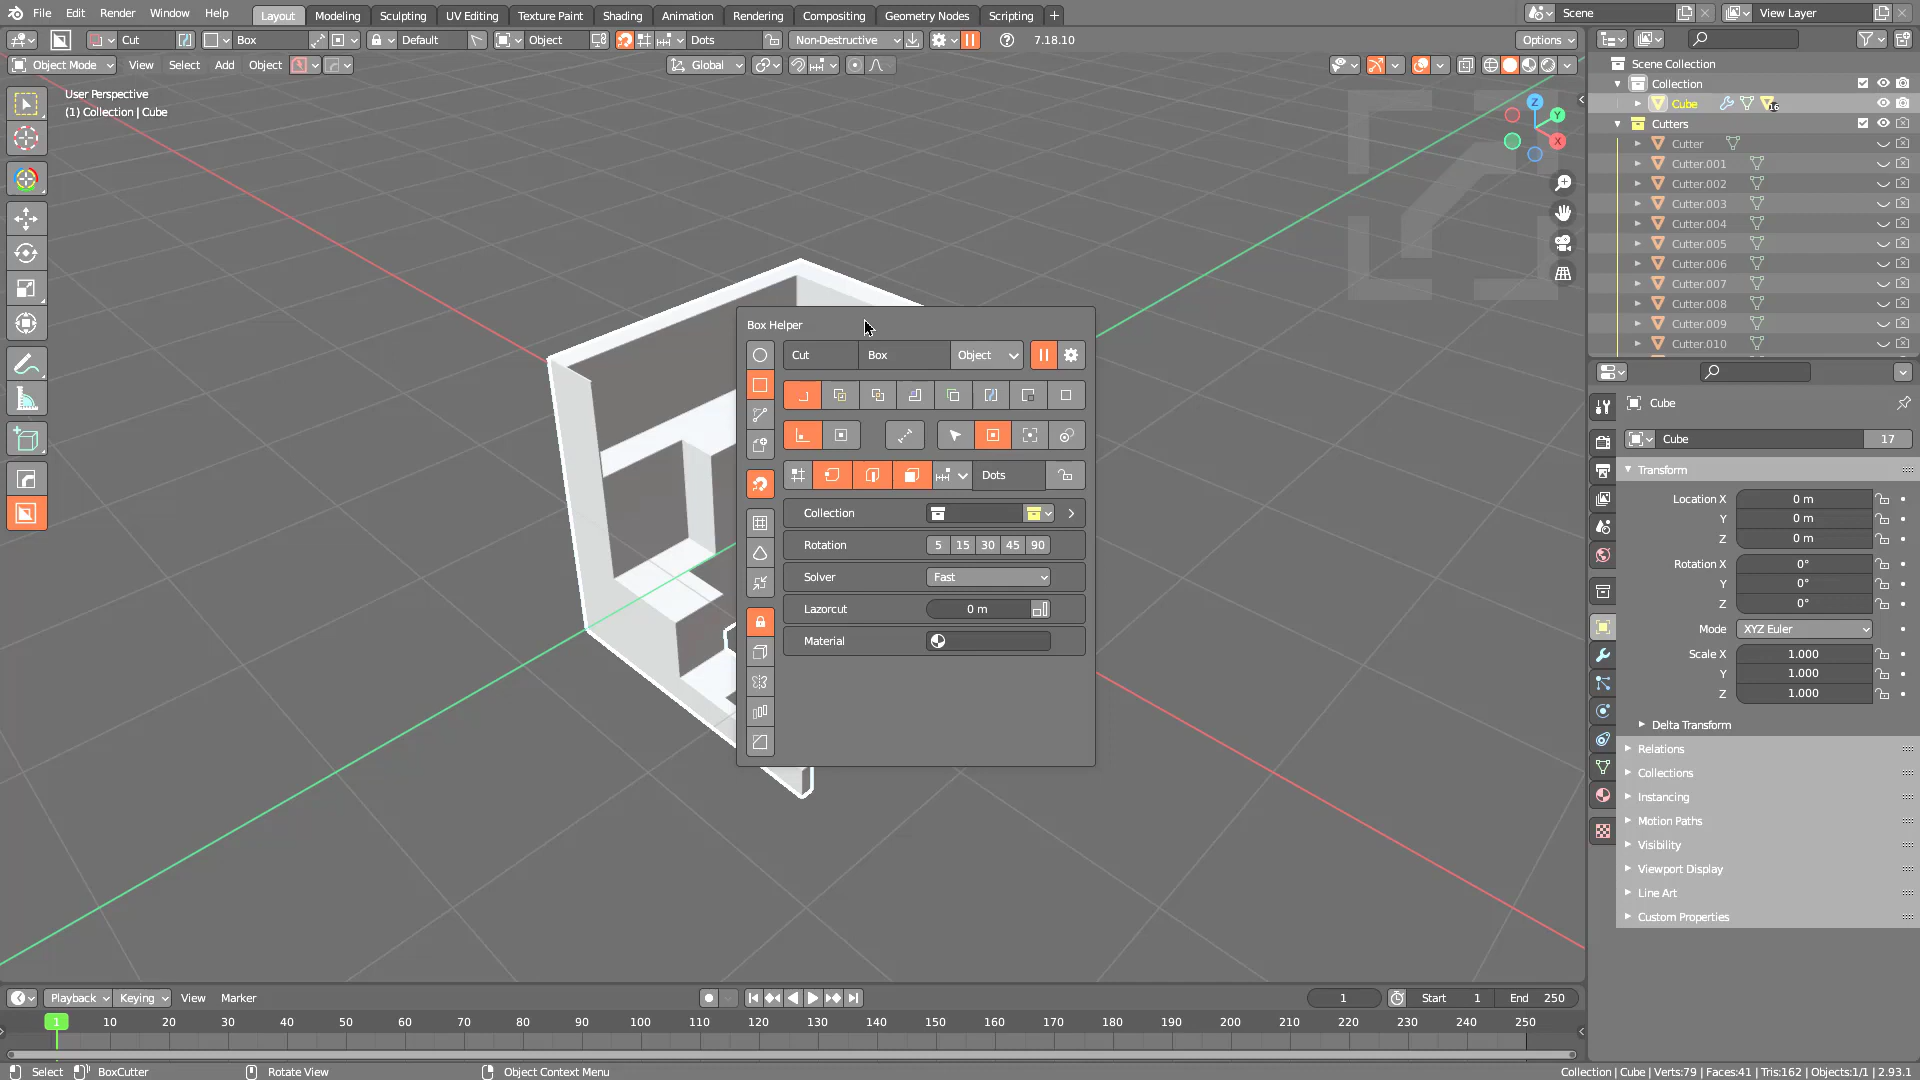 File Edit Render Window Help Layout Modeling Sculpting UV Editing Texture Paint Shading Animation Rendering Compositing Geometry Nodes Scripting + Scene View Layer
Cut Box Default Object Dots Non-Destructive 7.18.10 Options
Object Mode View Select Add Object Global
User Perspective
(1) Collection | Cube
Z
Y
X
Scene Collection
Collection
Cube 16
Cutters
Cutter
Cutter.001
Cutter.002
Cutter.003
Cutter.004
Cutter.005
Cutter.006
Cutter.007
Cutter.008
Cutter.009
Cutter.010
Box Helper
Cut Box Object
Dots
Collection
Rotation 5 15 30 45 90
Solver Fast
Lazorcut 0 m
Material
Cube
Cube 17
Transform
Location X 0 m
Y 0 m
Z 0 m
Rotation X 0°
Y 0°
Z 0°
Mode XYZ Euler
Scale X 1.000
Y 1.000
Z 1.000
Delta Transform
Relations
Collections
Instancing
Motion Paths
Visibility
Viewport Display
Line Art
Custom Properties
Playback Keying View Marker 1 Start 1 End 250
1 10 20 30 40 50 60 70 80 90 100 110 120 130 140 150 160 170 180 190 200 210 220 230 240 250
Select BoxCutter Rotate View Object Context Menu Collection | Cube | Verts:79 | Faces:41 | Tris:162 | Objects:1/1 | 2.93.1